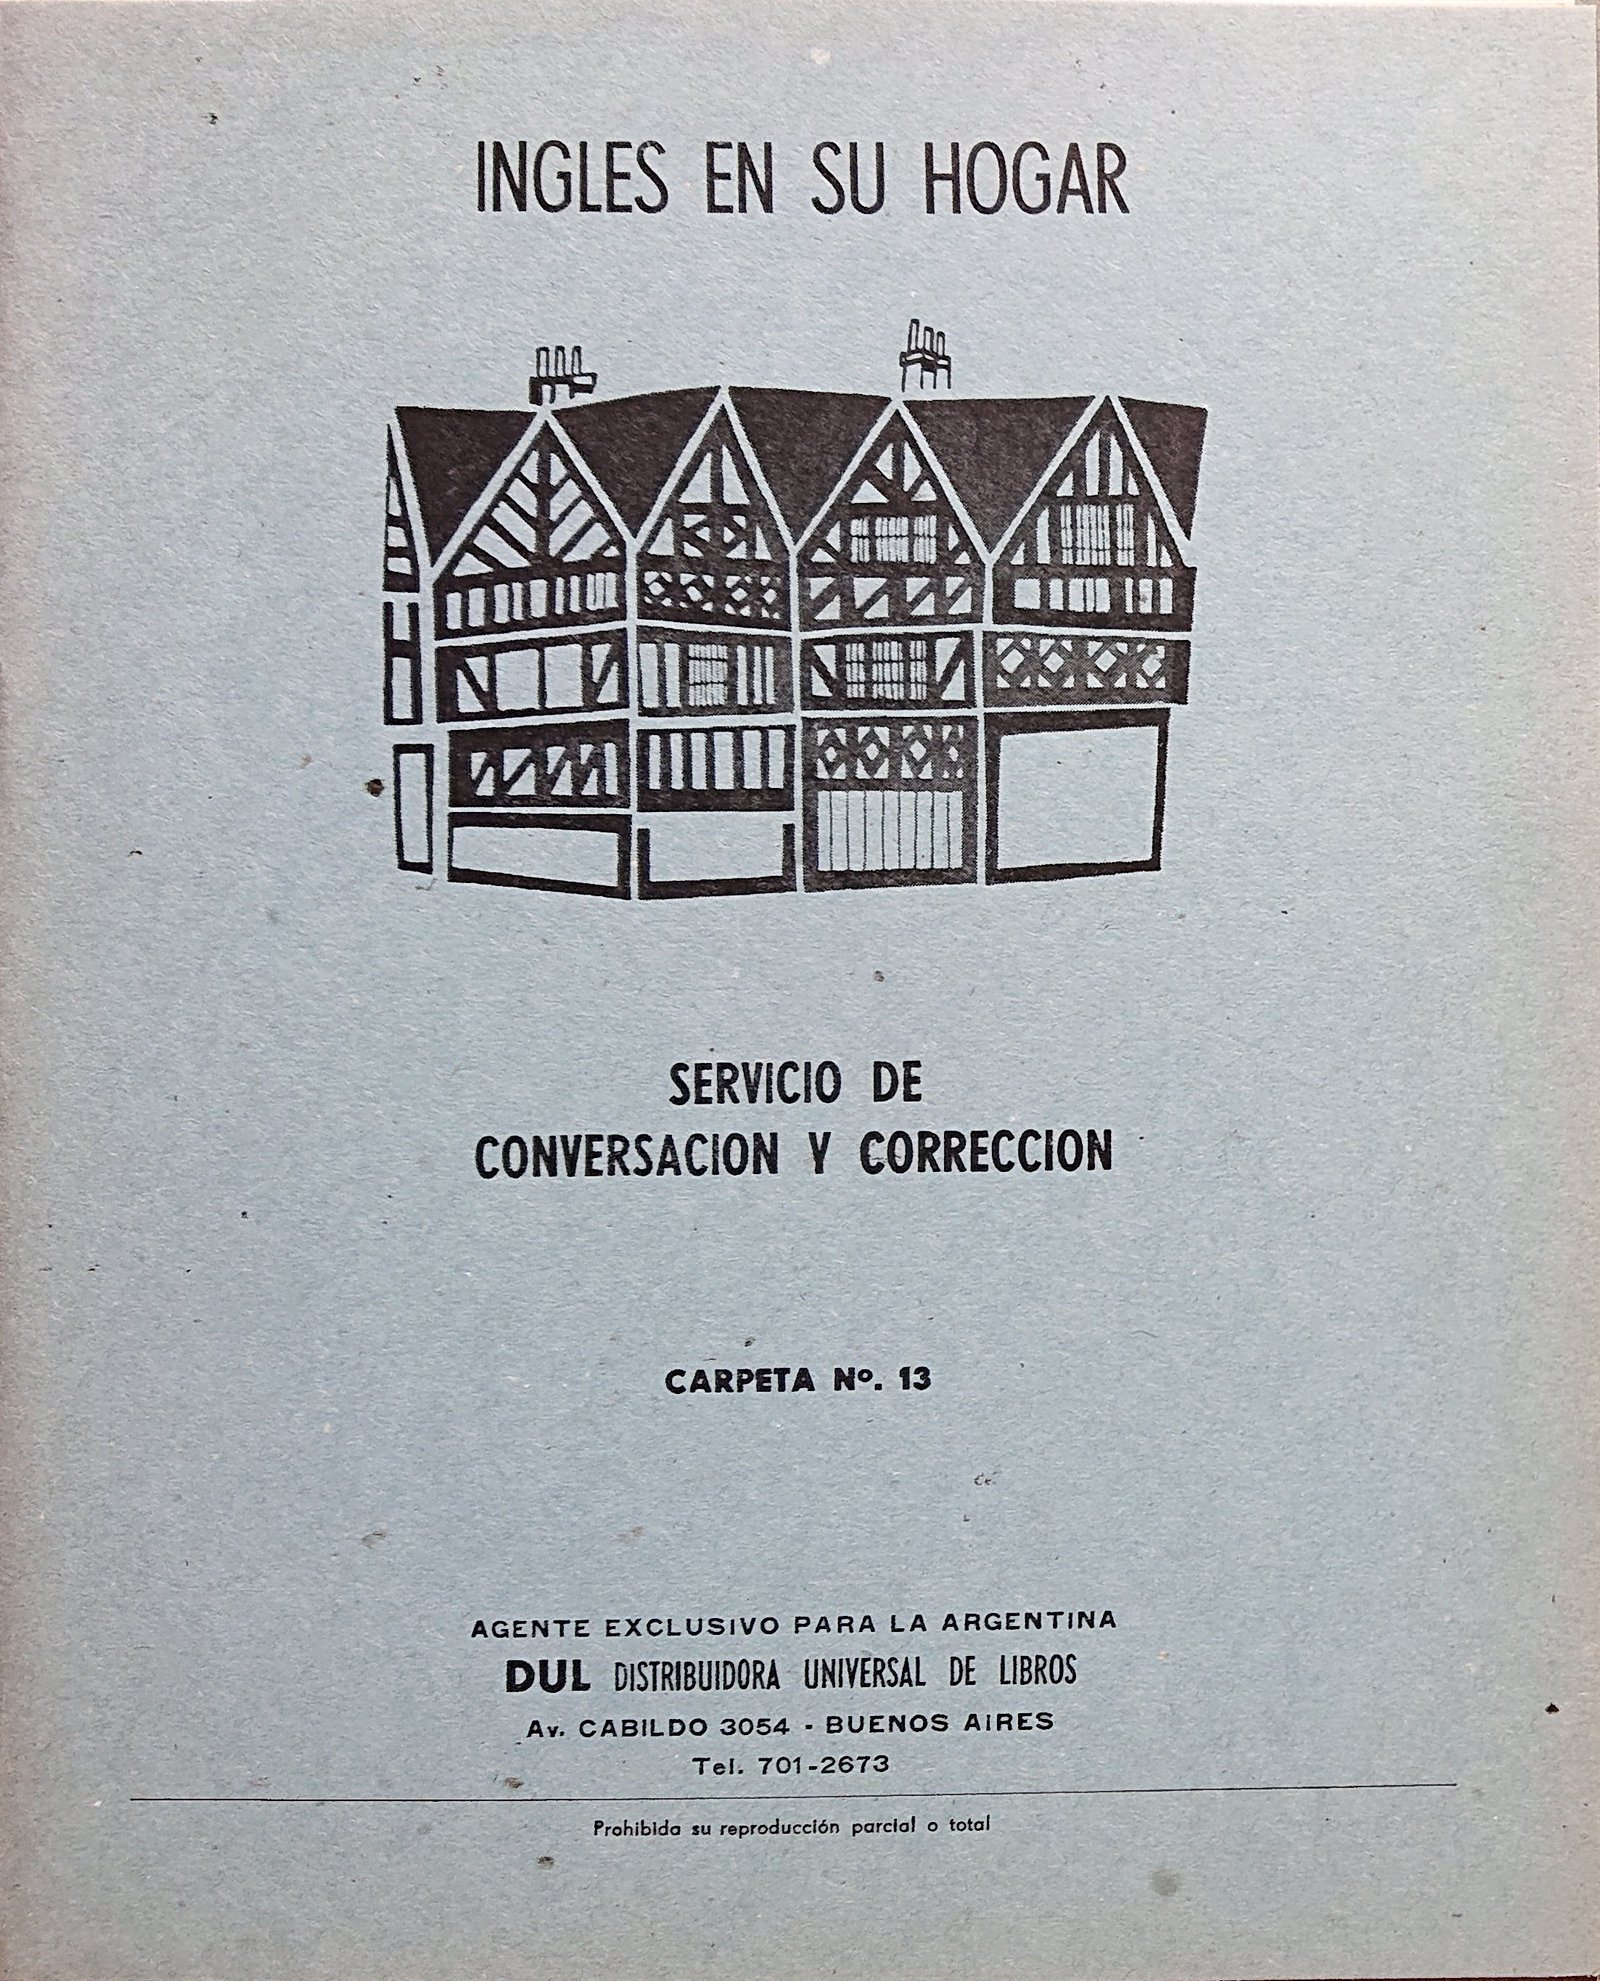 INGLES EN SU HOGAR
SERVICIO DE
CONVERSACION Y CORRECCION
CARPETA Nº. 13
AGENTE EXCLUSIVO PARA LA ARGENTINA
DUL DISTRIBUIDORA UNIVERSAL DE LIBROS
Av. CABILDO 3054 - BUENOS AIRES
Tel. 701-2673
Prohibida su reproducción parcial o total